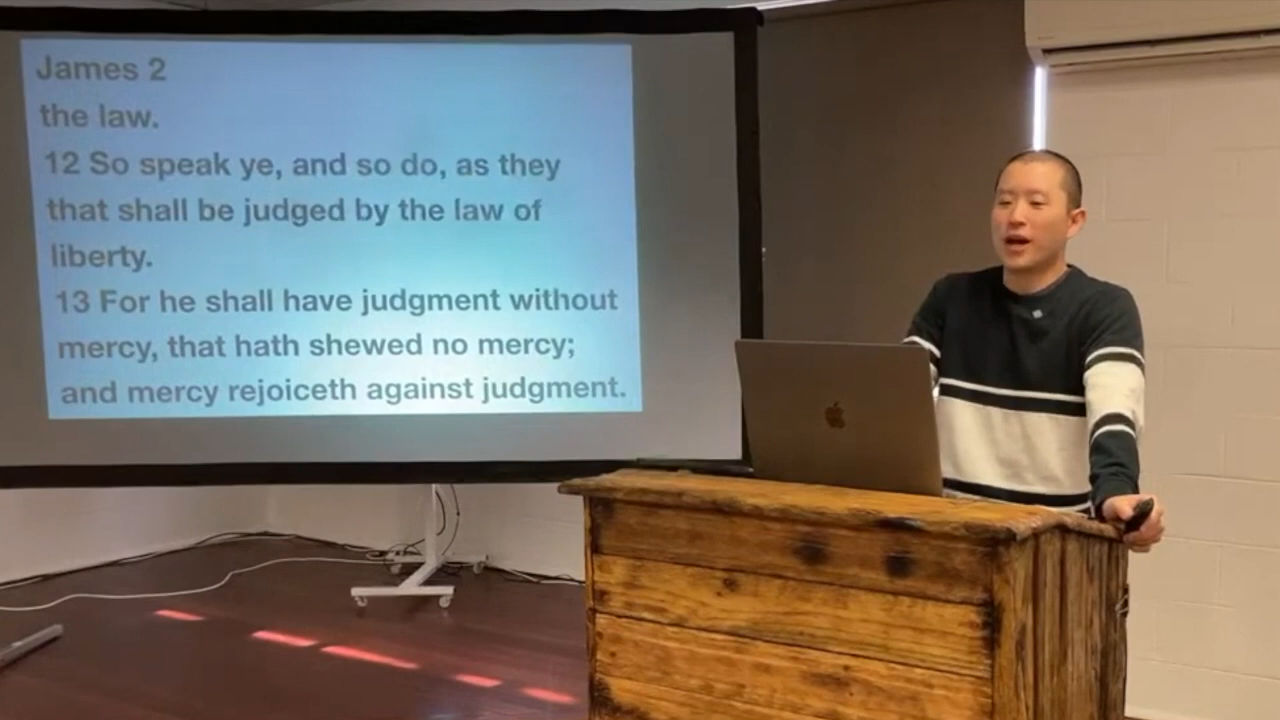 James 2
the law.
12 So speak ye, and so do, as they
that shall be judged by the law of
liberty.
13 For he shall have judgment without
mercy, that hath shewed no mercy;
and mercy rejoiceth against judgment.